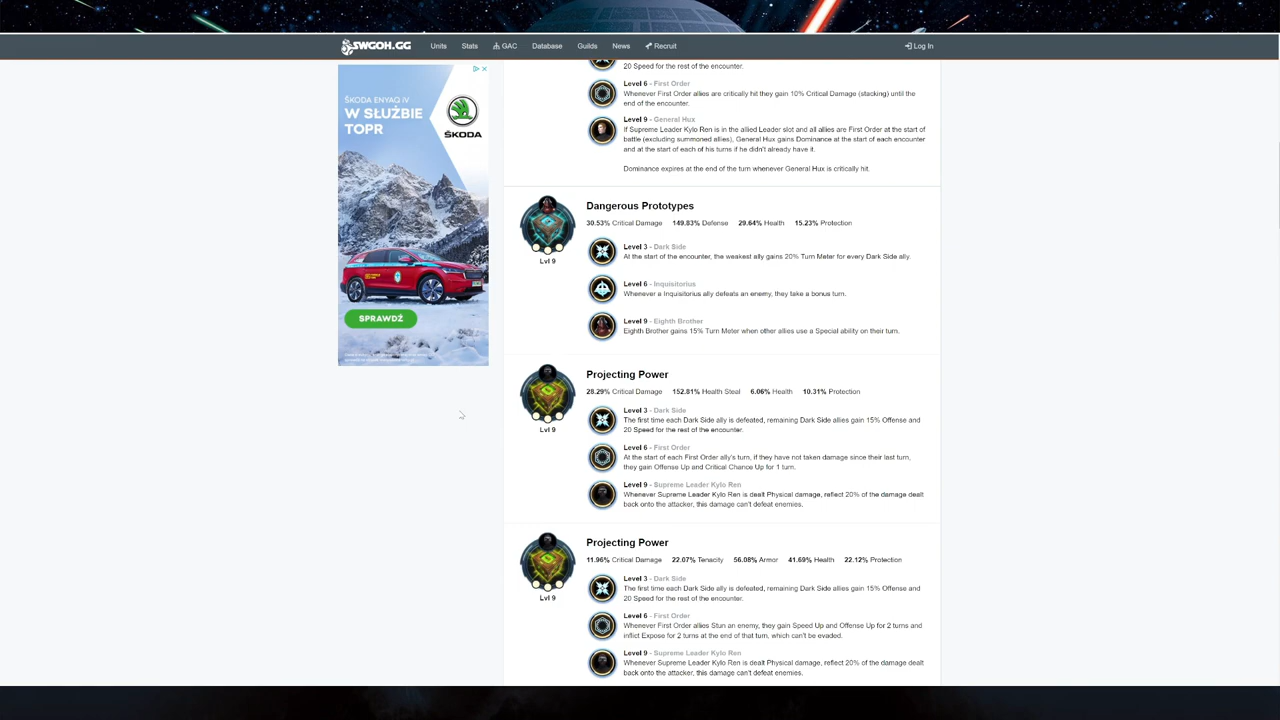 SWGOH.GG
Units
Stats
GAC
Database
Guilds
News
Recruit
Log In
ŠKODA ENYAQ iV
W SŁUŻBIE
TOPR
ŠKODA
SPRAWDŹ
20 Speed for the rest of the encounter.
Level 6 - First Order
Whenever First Order allies are critically hit they gain 10% Critical Damage (stacking) until the
end of the encounter.
Level 9 - General Hux
If Supreme Leader Kylo Ren is in the allied Leader slot and all allies are First Order at the start of
battle (excluding summoned allies), General Hux gains Dominance at the start of each encounter
and at the start of each of his turns if he didn't already have it.
Dominance expires at the end of the turn whenever General Hux is critically hit.
Dangerous Prototypes
30.53% Critical Damage 149.83% Defense 29.64% Health 15.23% Protection
Lvl 9
Level 3 - Dark Side
At the start of the encounter, the weakest ally gains 20% Turn Meter for every Dark Side ally.
Level 6 - Inquisitorius
Whenever a Inquisitorius ally defeats an enemy, they take a bonus turn.
Level 9 - Eighth Brother
Eighth Brother gains 15% Turn Meter when other allies use a Special ability on their turn.
Projecting Power
28.29% Critical Damage 152.81% Health Steal 6.06% Health 10.31% Protection
Lvl 9
Level 3 - Dark Side
The first time each Dark Side ally is defeated, remaining Dark Side allies gain 15% Offense and
20 Speed for the rest of the encounter.
Level 6 - First Order
At the start of each First Order ally's turn, if they have not taken damage since their last turn,
they gain Offense Up and Critical Chance Up for 1 turn.
Level 9 - Supreme Leader Kylo Ren
Whenever Supreme Leader Kylo Ren is dealt Physical damage, reflect 20% of the damage dealt
back onto the attacker, this damage can't defeat enemies.
Projecting Power
11.96% Critical Damage 22.07% Tenacity 56.08% Armor 41.69% Health 22.12% Protection
Lvl 9
Level 3 - Dark Side
The first time each Dark Side ally is defeated, remaining Dark Side allies gain 15% Offense and
20 Speed for the rest of the encounter.
Level 6 - First Order
Whenever First Order allies Stun an enemy, they gain Speed Up and Offense Up for 2 turns and
inflict Expose for 2 turns at the end of that turn, which can't be evaded.
Level 9 - Supreme Leader Kylo Ren
Whenever Supreme Leader Kylo Ren is dealt Physical damage, reflect 20% of the damage dealt
back onto the attacker, this damage can't defeat enemies.